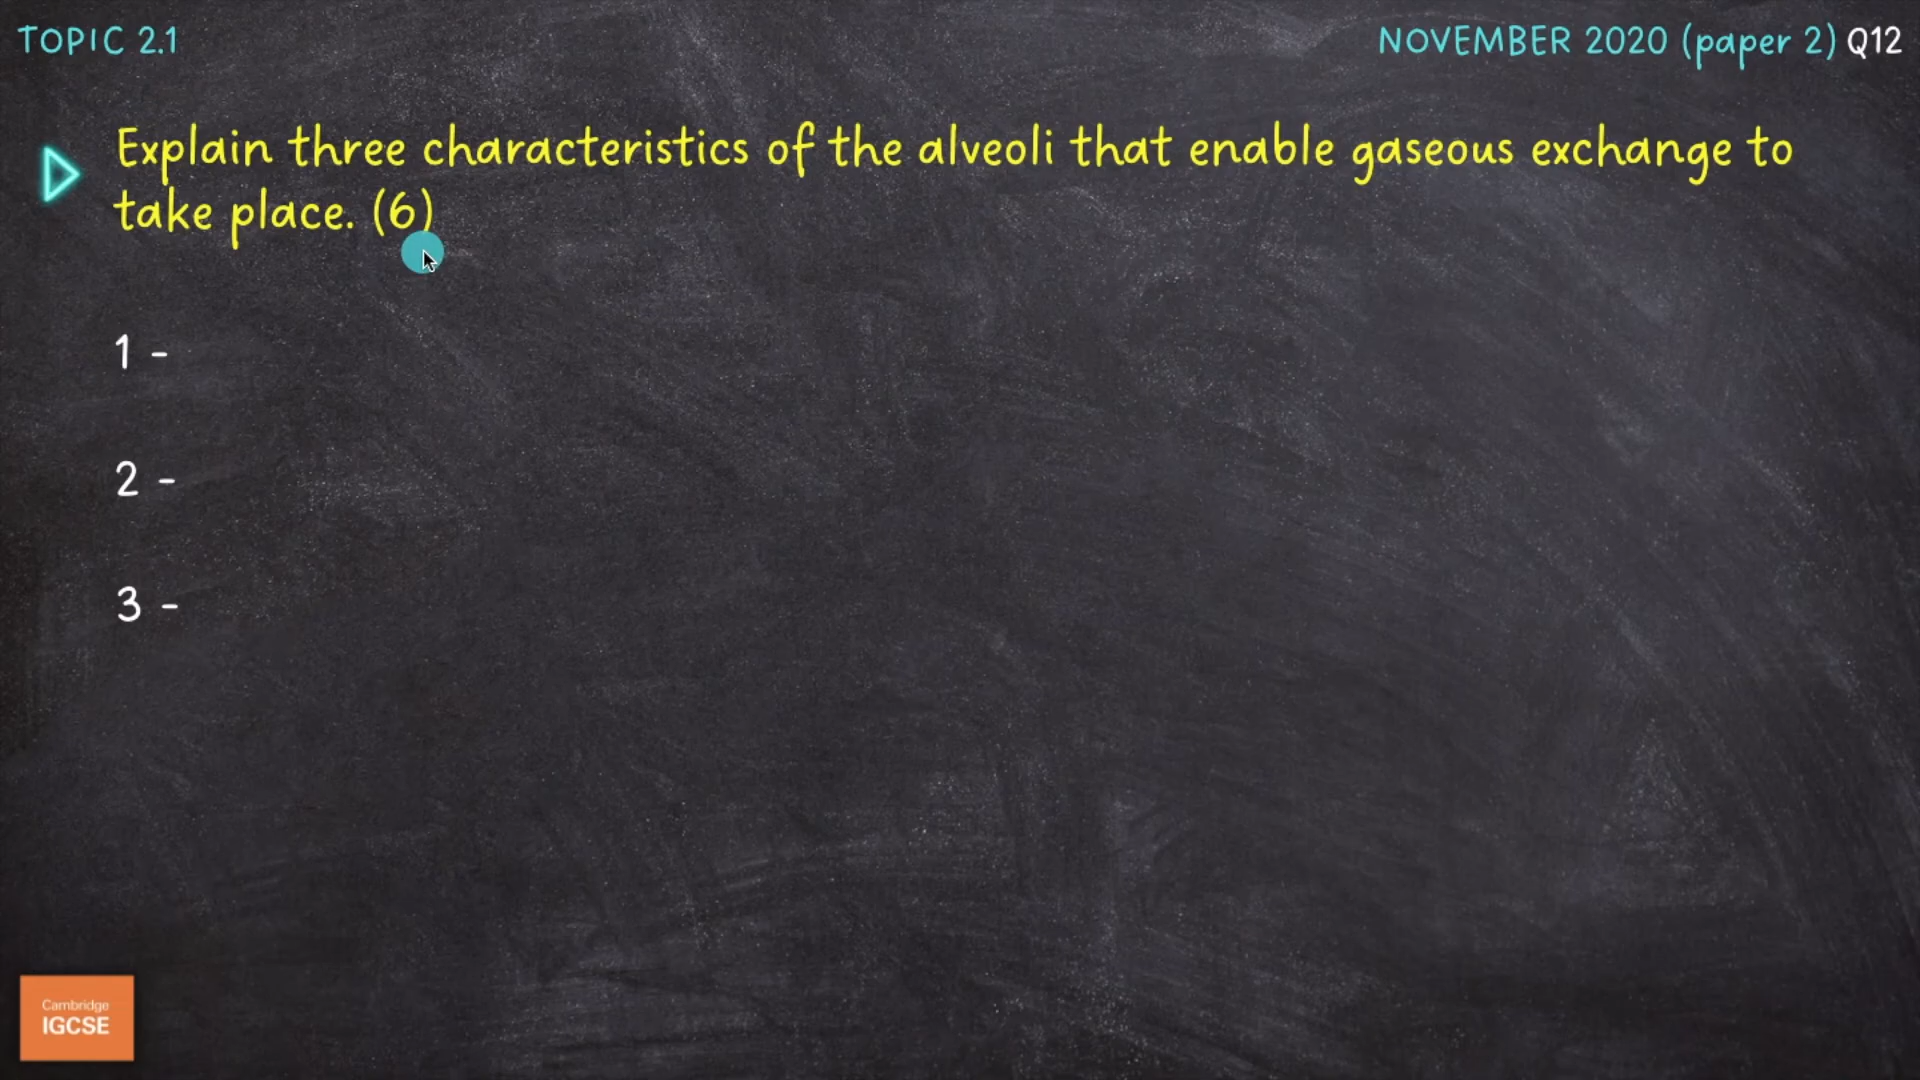 TOPIC 2.1
NOVEMBER 2020 (paper 2) Q12
Explain three characteristics of the alveoli that enable gaseous exchange to
take place. (6)
1 -
2 -
3 -
Cambridge
IGCSE